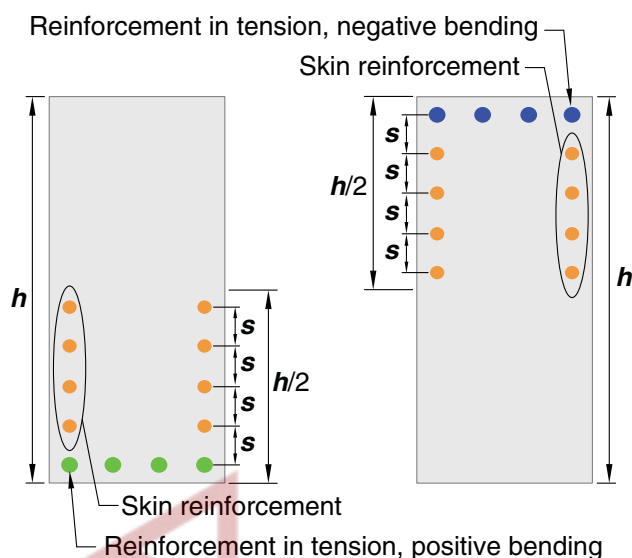 Reinforcement in tension, negative bending
Skin reinforcement
h
s
s
s
s
h/2
h
s
s
s
s
h/2
h
Skin reinforcement
Reinforcement in tension, positive bending